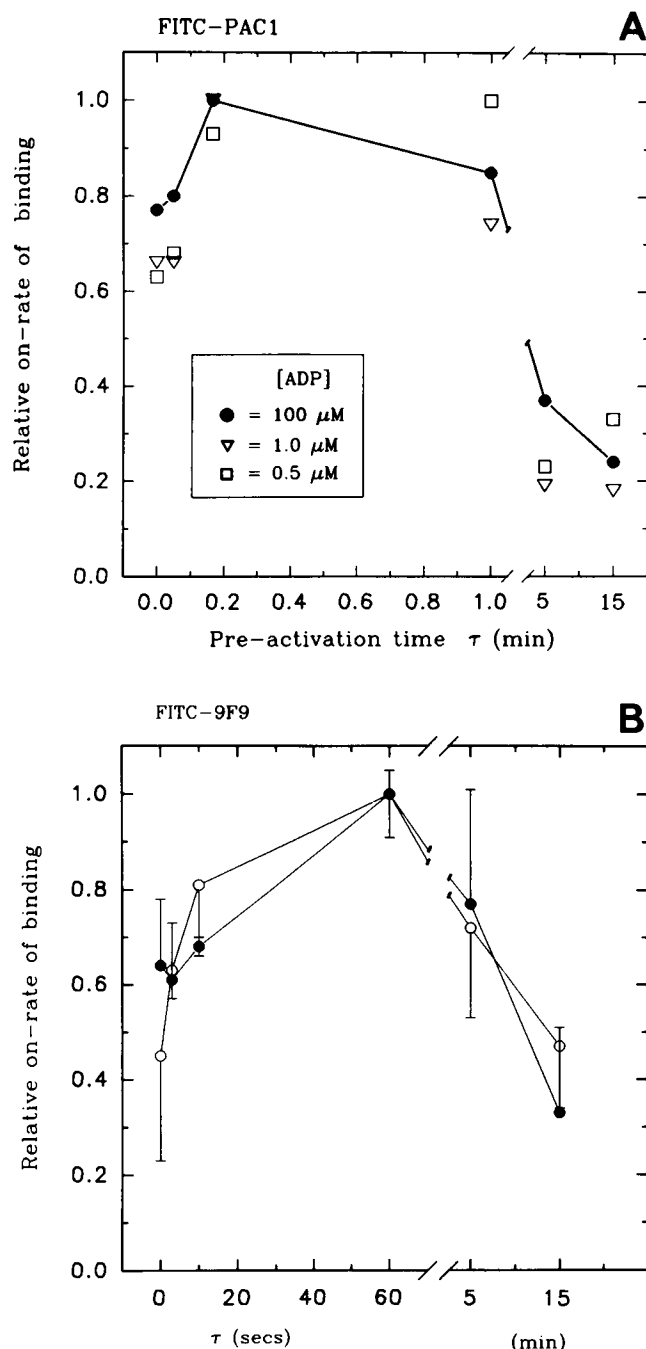 FITC-PAC1
A
Relative on-rate of binding
1.0
0.8
0.6
0.4
0.2
0.0
[ADP]
● = 100 μM
▽ = 1.0 μM
□ = 0.5 μM
0.0 0.2 0.4 0.6 0.8 1.0 5 15
Pre-activation time τ (min)
FITC-9F9
B
Relative on-rate of binding
1.0
0.8
0.6
0.4
0.2
0.0
0 20 40 60 5 15
τ (secs) (min)